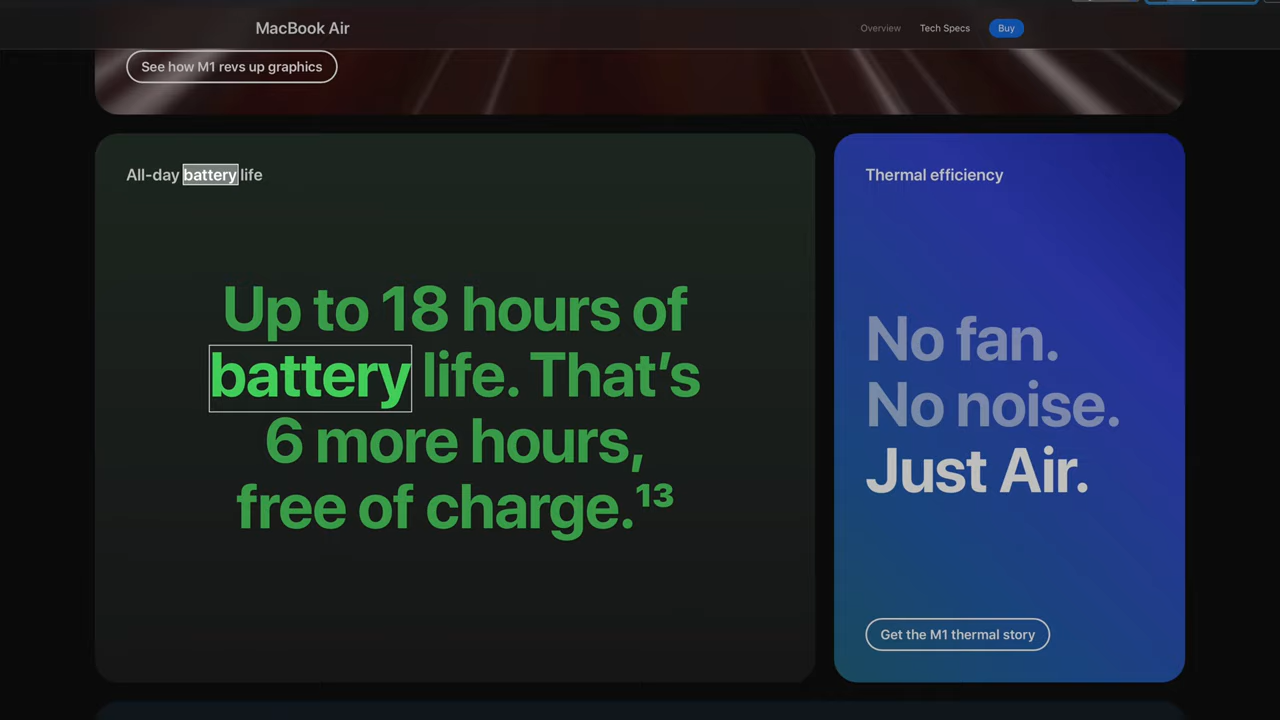 MacBook Air
Overview
Tech Specs
Buy
See how M1 revs up graphics
All-day battery life
Up to 18 hours of
battery life. That’s
6 more hours,
free of charge.¹³
Thermal efficiency
No fan.
No noise.
Just Air.
Get the M1 thermal story